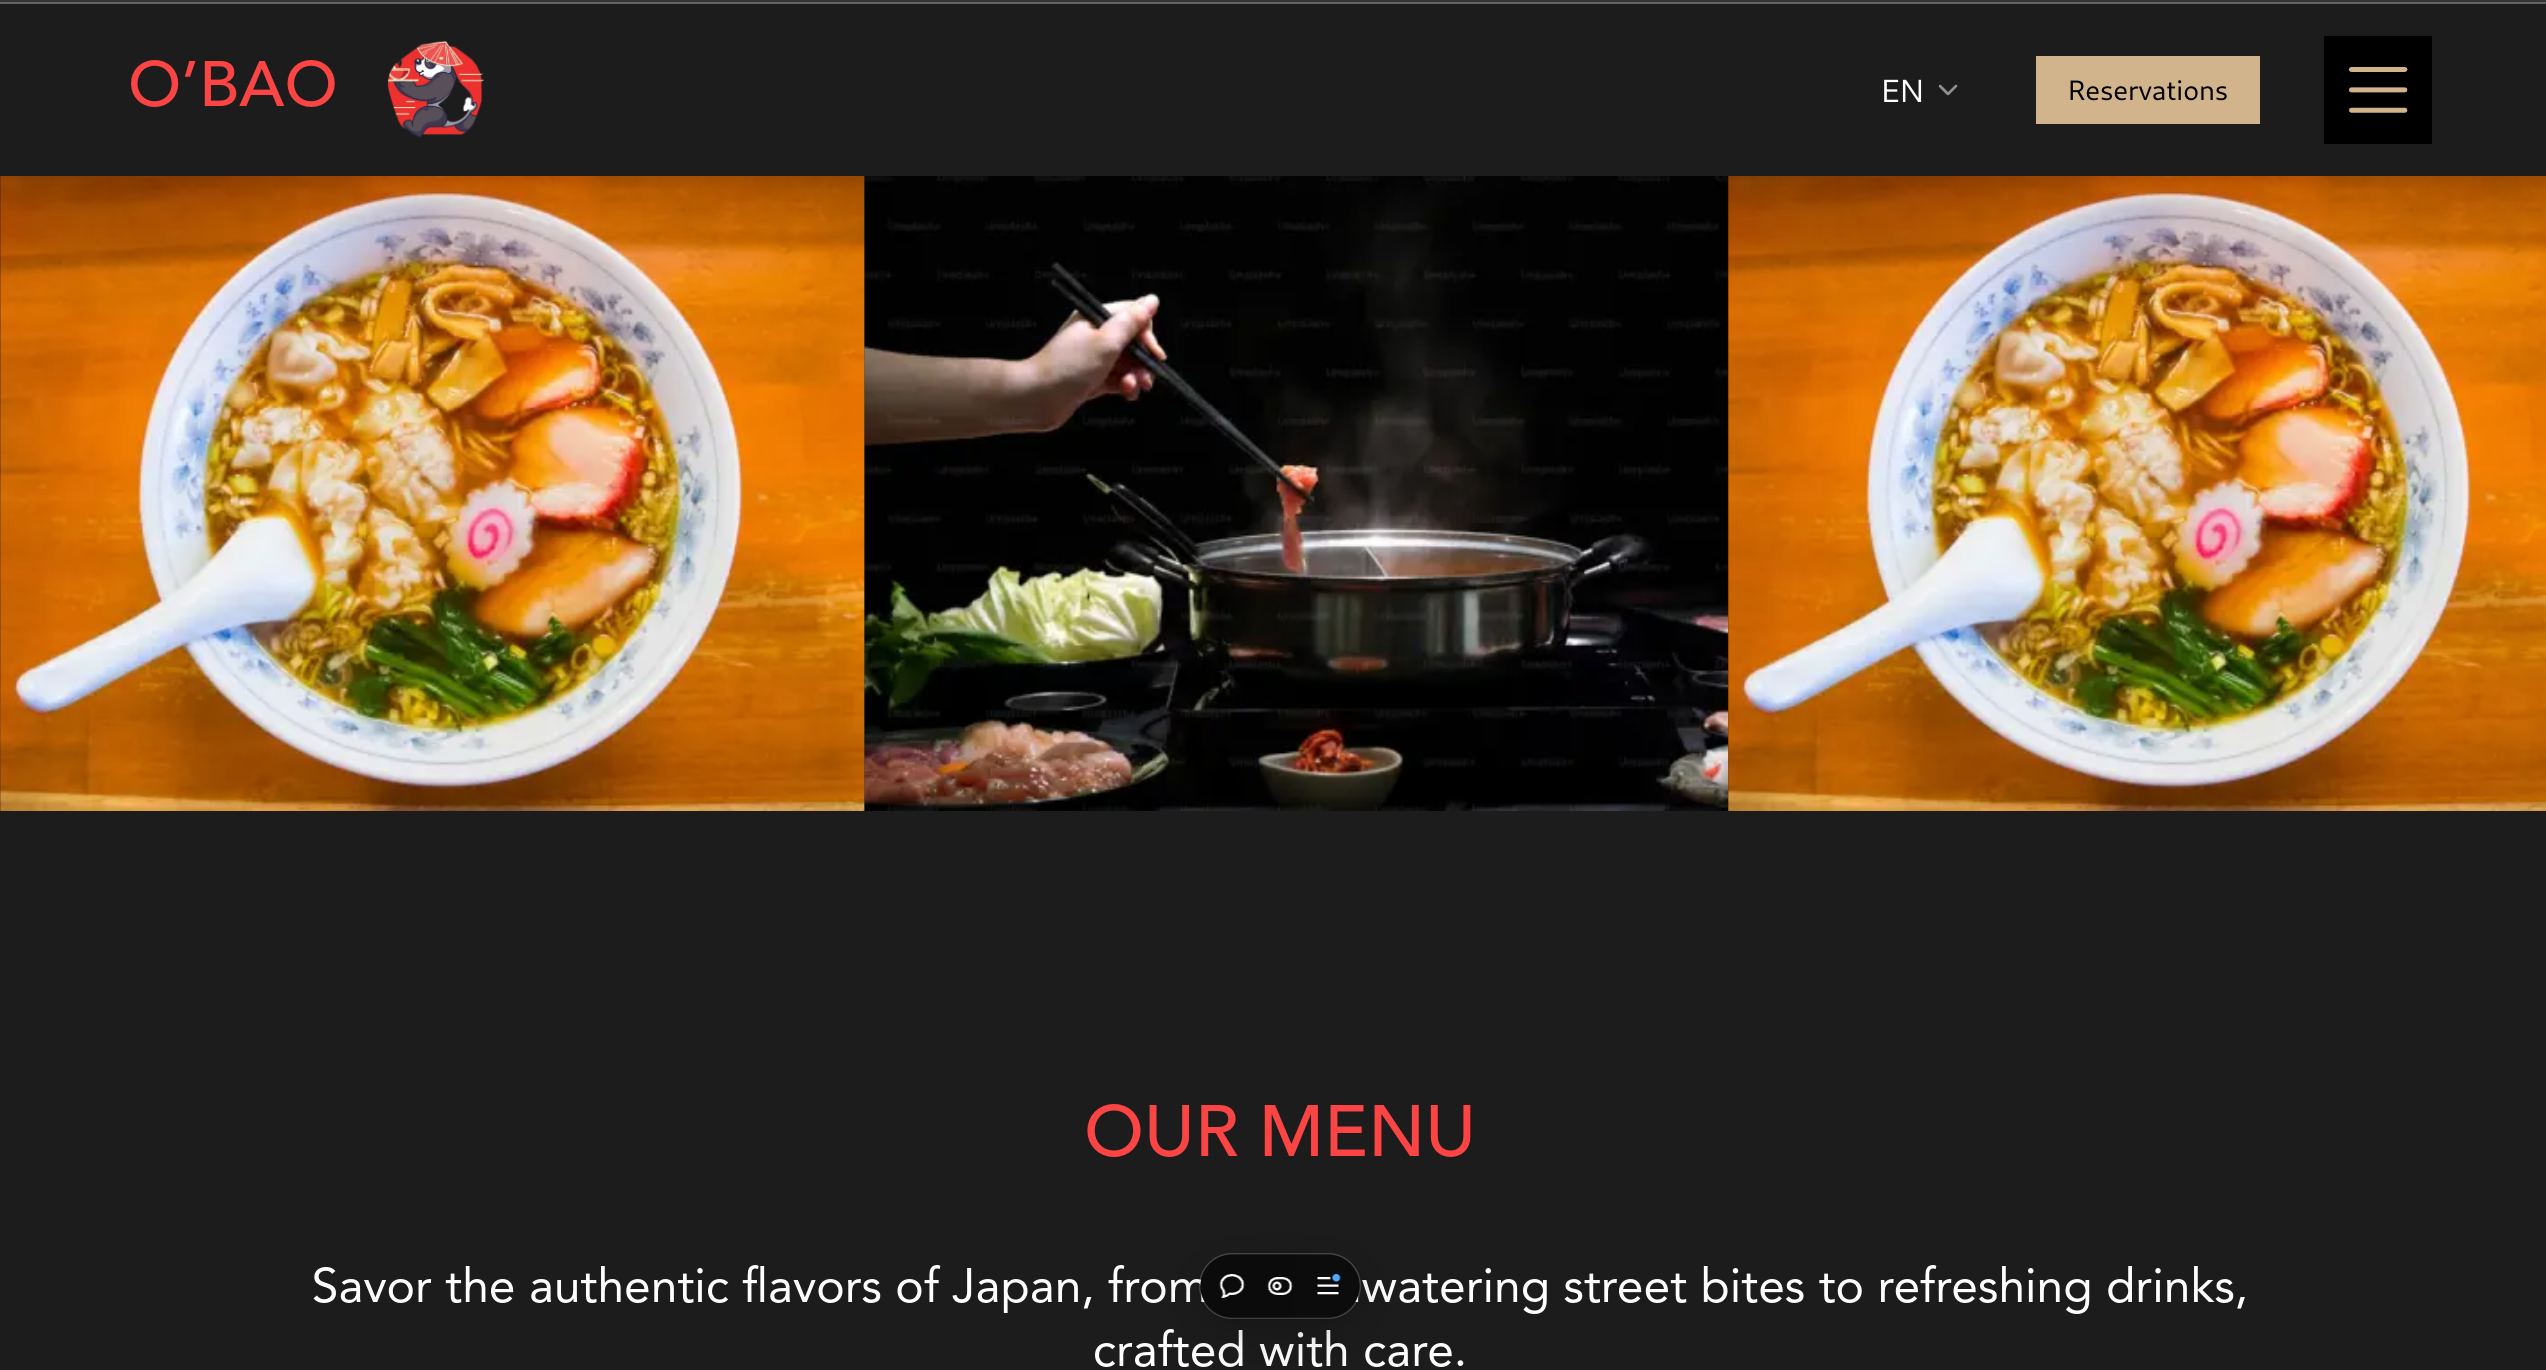 O'BAO
EN
Reservations
OUR MENU
Savor the authentic flavors of Japan, from watering street bites to refreshing drinks,
crafted with care.